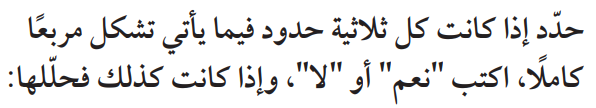 حدّد إذا كانت كل ثلاثية حدود فيما يأتي تشكل مربعًا
كاملًا، اكتب "نعم" أو "لا"، وإذا كانت كذلك فحلّلها: